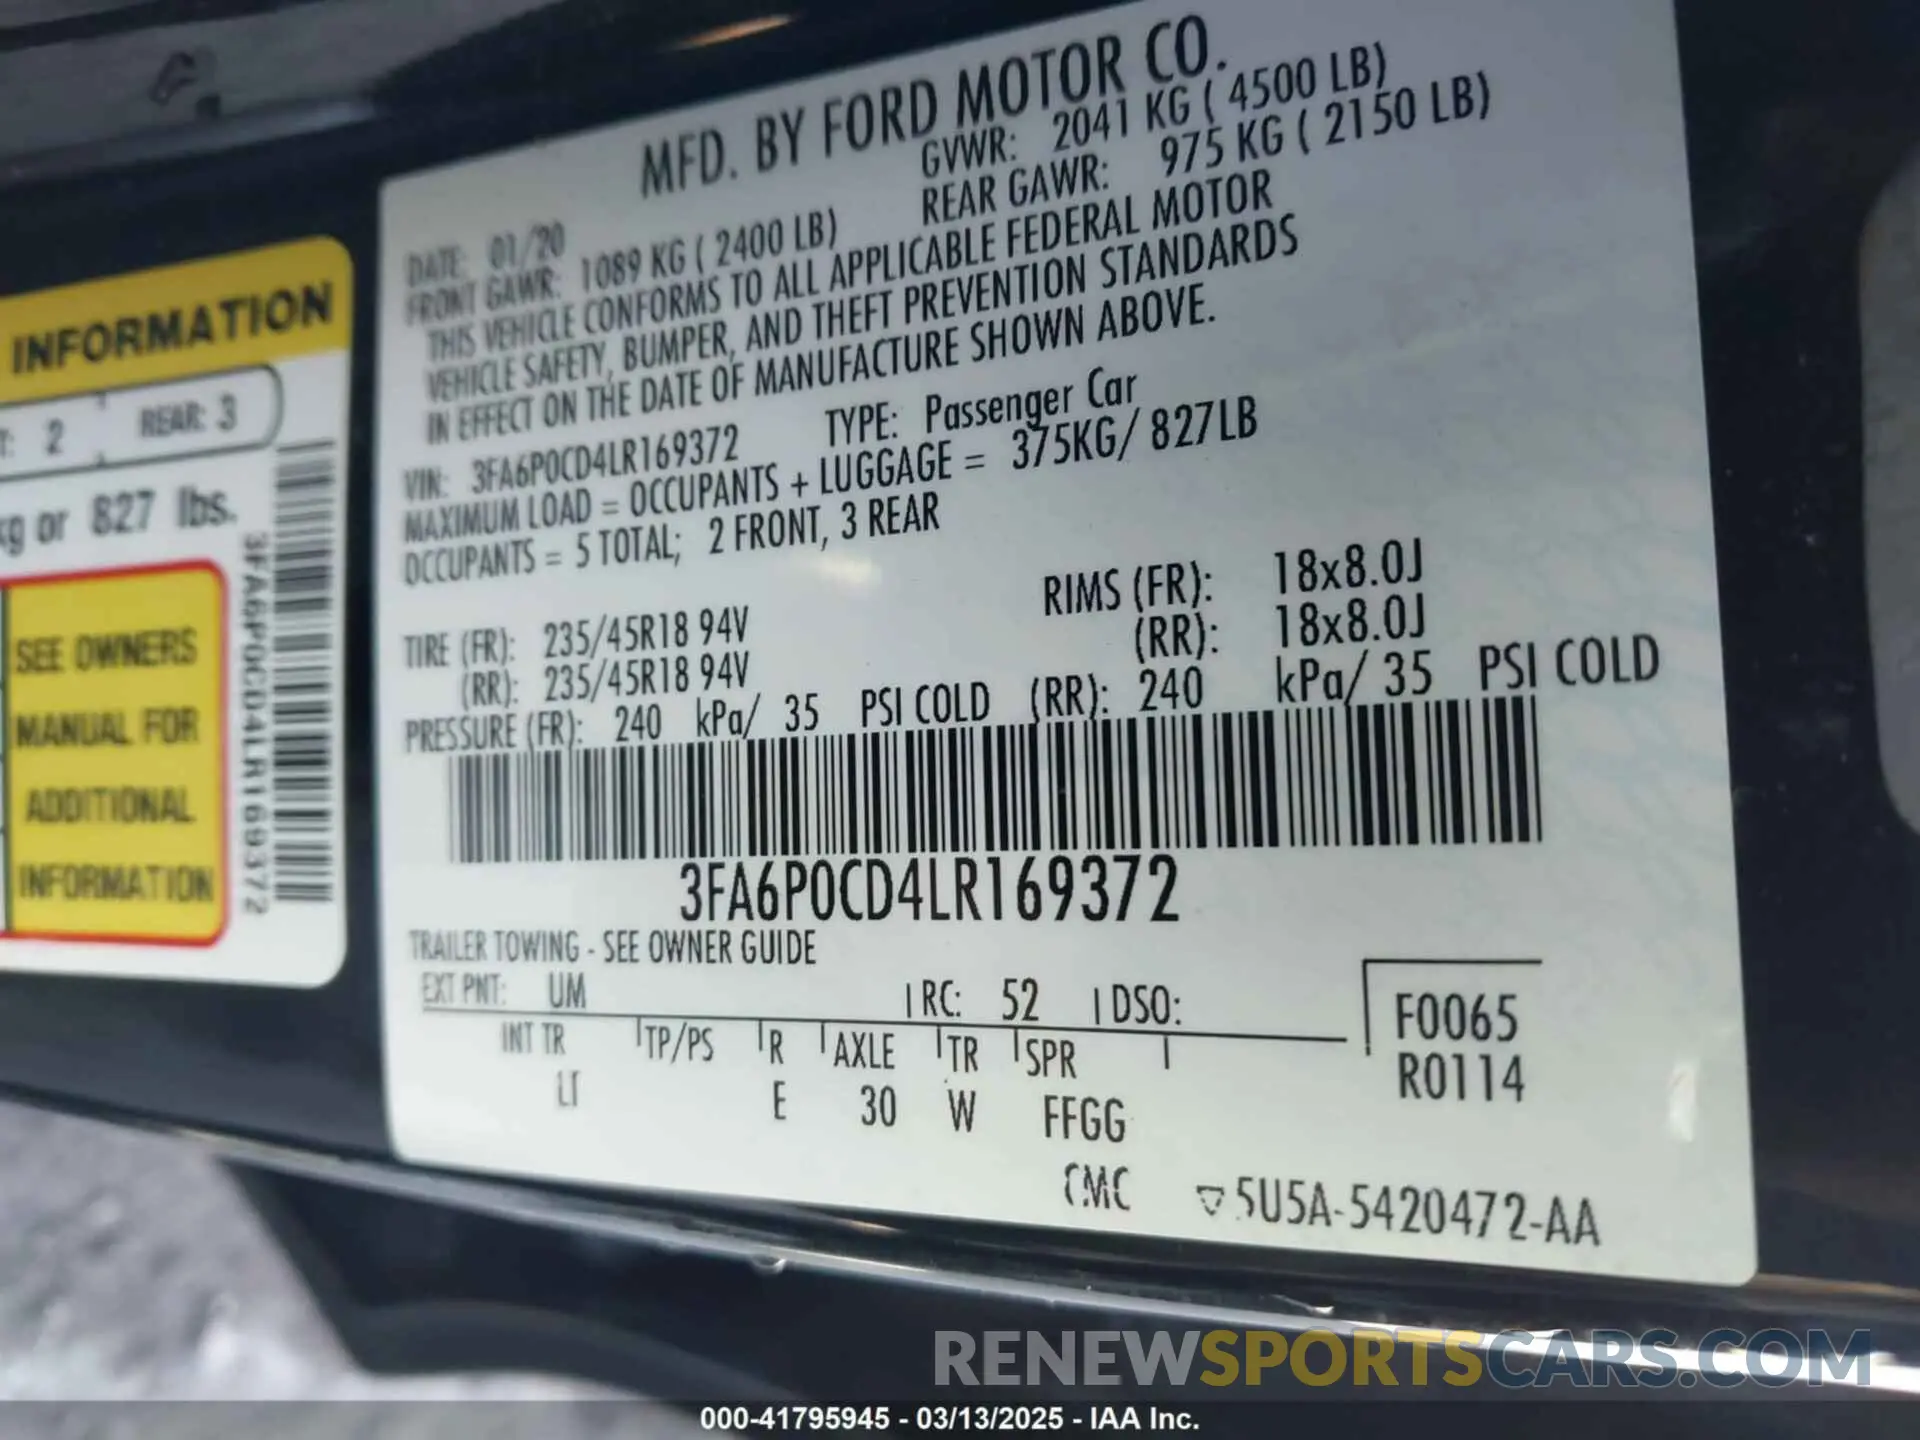 MFD. BY FORD MOTOR CO.
DATE: 01/20 GVWR: 2041 KG ( 4500 LB)
FRONT GAWR: 1089 KG ( 2400 LB) REAR GAWR: 975 KG ( 2150 LB)
THIS VEHICLE CONFORMS TO ALL APPLICABLE FEDERAL MOTOR
VEHICLE SAFETY, BUMPER, AND THEFT PREVENTION STANDARDS
IN EFFECT ON THE DATE OF MANUFACTURE SHOWN ABOVE.
VIN: 3FA6P0CD4LR169372 TYPE: Passenger Car
MAXIMUM LOAD = OCCUPANTS + LUGGAGE = 375KG/ 827LB
OCCUPANTS = 5 TOTAL; 2 FRONT, 3 REAR
TIRE (FR): 235/45R18 94V RIMS (FR): 18x8.0J
(RR): 235/45R18 94V (RR): 18x8.0J
PRESSURE (FR): 240 kPa/ 35 PSI COLD (RR): 240 kPa/ 35 PSI COLD
3FA6P0CD4LR169372
TRAILER TOWING - SEE OWNER GUIDE
EXT PNT: UM RC: 52 DSO:
INT TR TP/PS R AXLE TR SPR
LT E 30 W FFGG
F0065
R0114
CMC 5U5A-5420472-AA
INFORMATION
T: 2 REAR: 3
kg or 827 lbs.
SEE OWNERS
MANUAL FOR
ADDITIONAL
INFORMATION
3FA6P0CD4LR169372
RENEWSPORTSCARS.COM
000-41795945 - 03/13/2025 - IAA Inc.